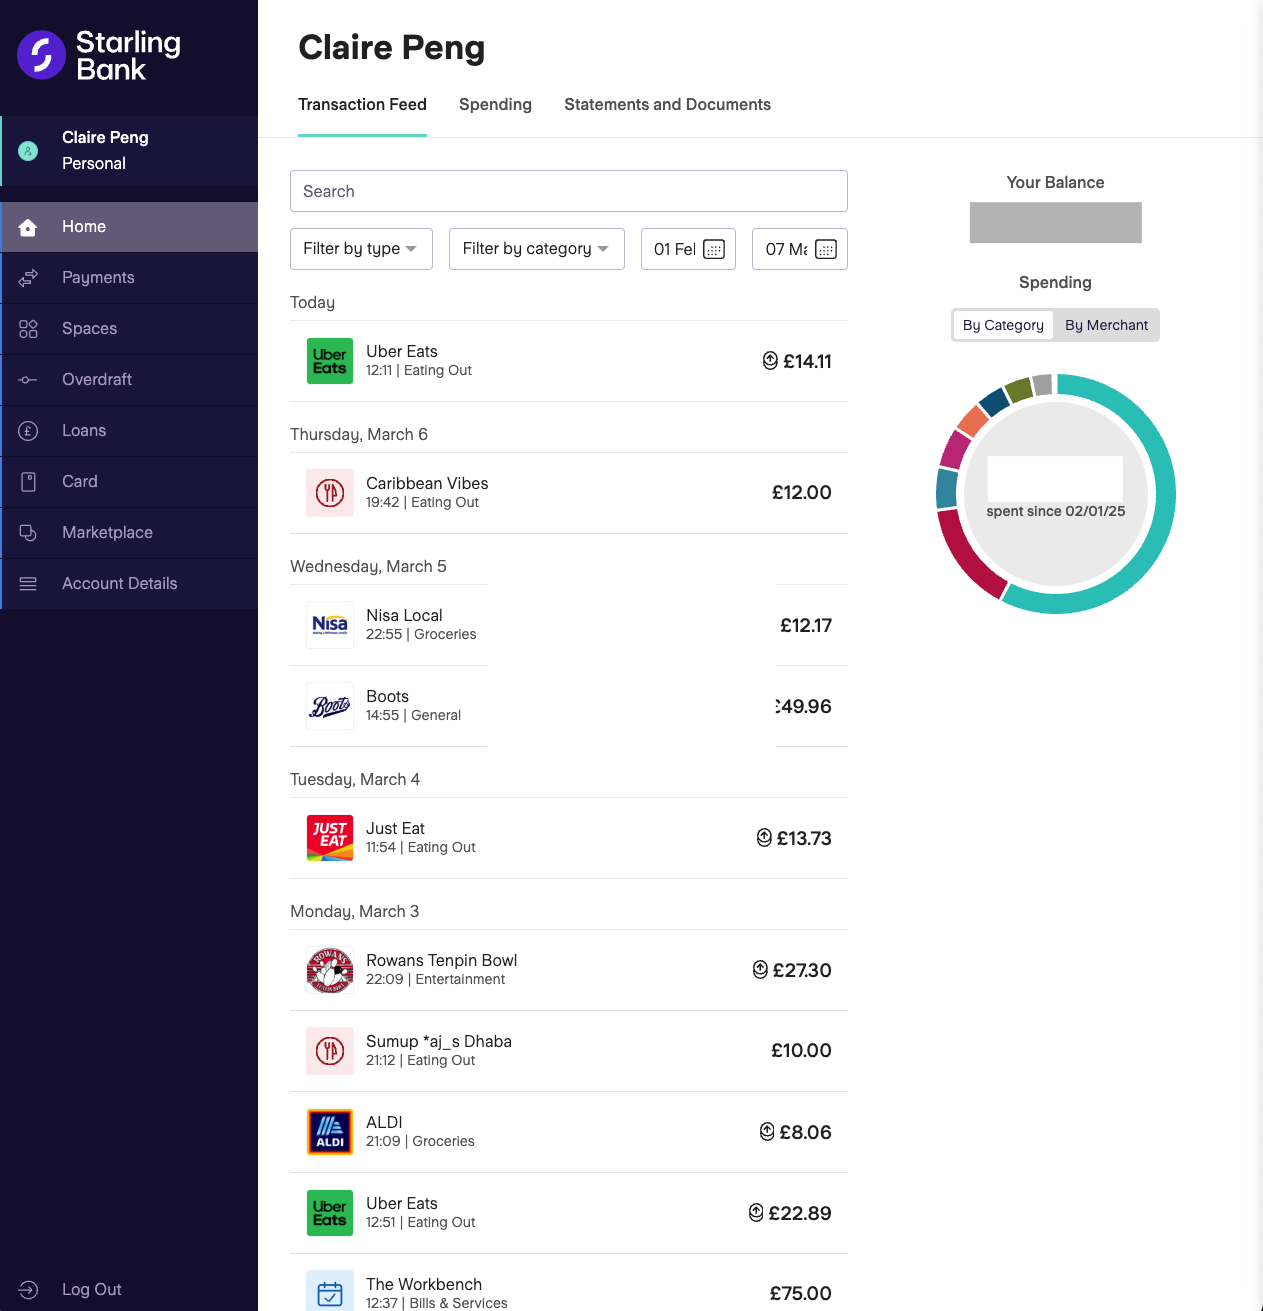 Starling
Bank
Claire Peng
Personal
Home
Payments
Spaces
Overdraft
Loans
Card
Marketplace
Account Details
Log Out
Claire Peng
Transaction Feed
Spending
Statements and Documents
Search
Filter by type
Filter by category
01 Fel
07 Ma
Today
Uber Eats
Uber Eats
12:11 | Eating Out
£14.11
Thursday, March 6
Caribbean Vibes
19:42 | Eating Out
£12.00
Wednesday, March 5
Nisa
Nisa Local
22:55 | Groceries
£12.17
Boots
Boots
14:55 | General
£49.96
Tuesday, March 4
JUST EAT
Just Eat
11:54 | Eating Out
£13.73
Monday, March 3
ROWANS
Rowans Tenpin Bowl
22:09 | Entertainment
£27.30
Sumup *aj_s Dhaba
21:12 | Eating Out
£10.00
ALDI
ALDI
21:09 | Groceries
£8.06
Uber Eats
Uber Eats
12:51 | Eating Out
£22.89
The Workbench
12:37 | Bills & Services
£75.00
Your Balance
Spending
By Category
By Merchant
spent since 02/01/25